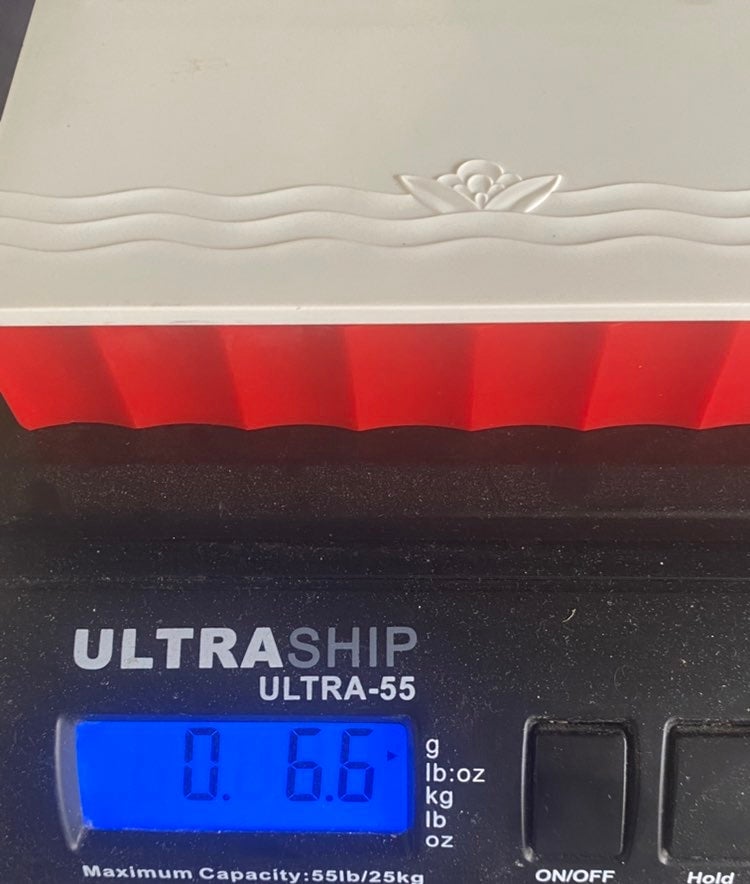 ULTRASHIP
ULTRA-55
0. 6.6
g
lb:oz
kg
lb
oz
Maximum Capacity:55lb/25kg
ON/OFF
Hold